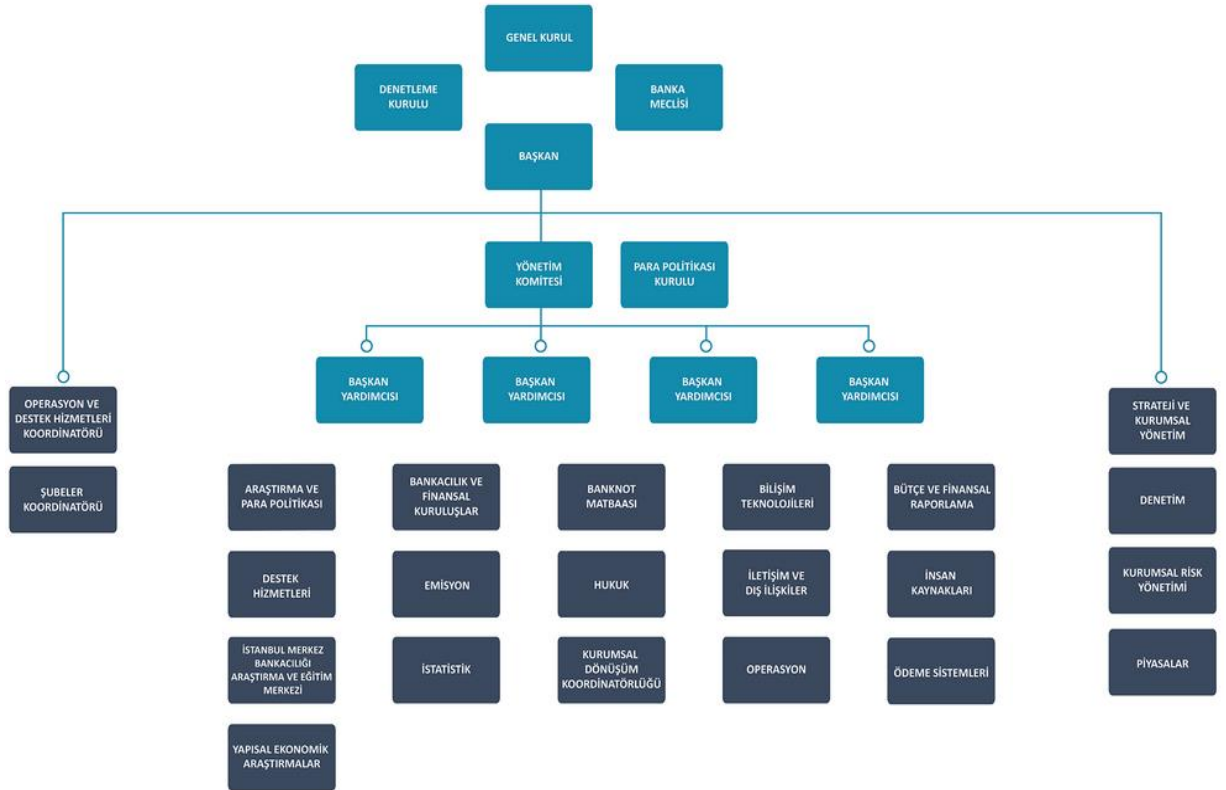 GENEL KURUL
DENETLEME
KURULU
BANKA
MECLİSİ
BAŞKAN
YÖNETİM
KOMİTESİ
PARA POLİTİKASI
KURULU
BAŞKAN
YARDIMCISI
BAŞKAN
YARDIMCISI
BAŞKAN
YARDIMCISI
BAŞKAN
YARDIMCISI
OPERASYON VE
DESTEK HİZMETLERİ
KOORDİNATÖRÜ
STRATEJİ VE
KURUMSAL
YÖNETİM
ŞUBELER
KOORDİNATÖRÜ
ARAŞTIRMA VE
PARA POLİTİKASI
BANKACILIK VE
FİNANSAL
KURULUŞLAR
BANKNOT
MATBAASI
BİLİŞİM
TEKNOLOJİLERİ
BÜTÇE VE FİNANSAL
RAPORLAMA
DENETİM
DESTEK
HİZMETLERİ
EMİSYON
HUKUK
İLETİŞİM VE
DIŞ İLİŞKİLER
İNSAN
KAYNAKLARI
KURUMSAL RİSK
YÖNETİMİ
İSTANBUL MERKEZ
BANKACILIĞI
ARAŞTIRMA VE EĞİTİM
MERKEZİ
İSTATİSTİK
KURUMSAL
DÖNÜŞÜM
KOORDİNATÖRLÜĞÜ
OPERASYON
ÖDEME SİSTEMLERİ
PİYASALAR
YAPISAL EKONOMİK
ARAŞTIRMALAR